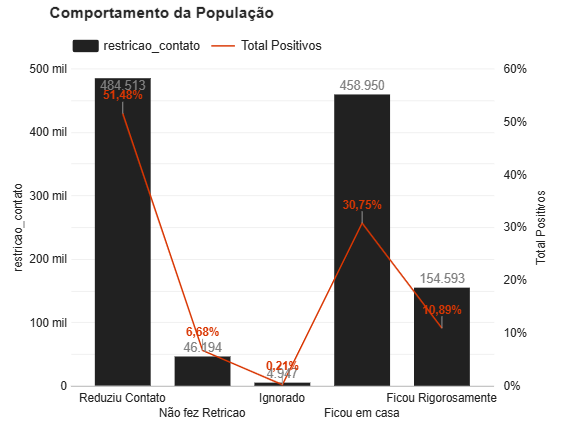 Comportamento da População
restricao_contato
Total Positivos
500 mil
400 mil
300 mil
200 mil
100 mil
0
restricao_contato
60%
50%
40%
30%
20%
10%
0%
Total Positivos
484.513
51,48%
6,68%
46.194
0,21%
4.947
458.950
30,75%
154.593
10,89%
Reduziu Contato
Não fez Retricao
Ignorado
Ficou em casa
Ficou Rigorosamente